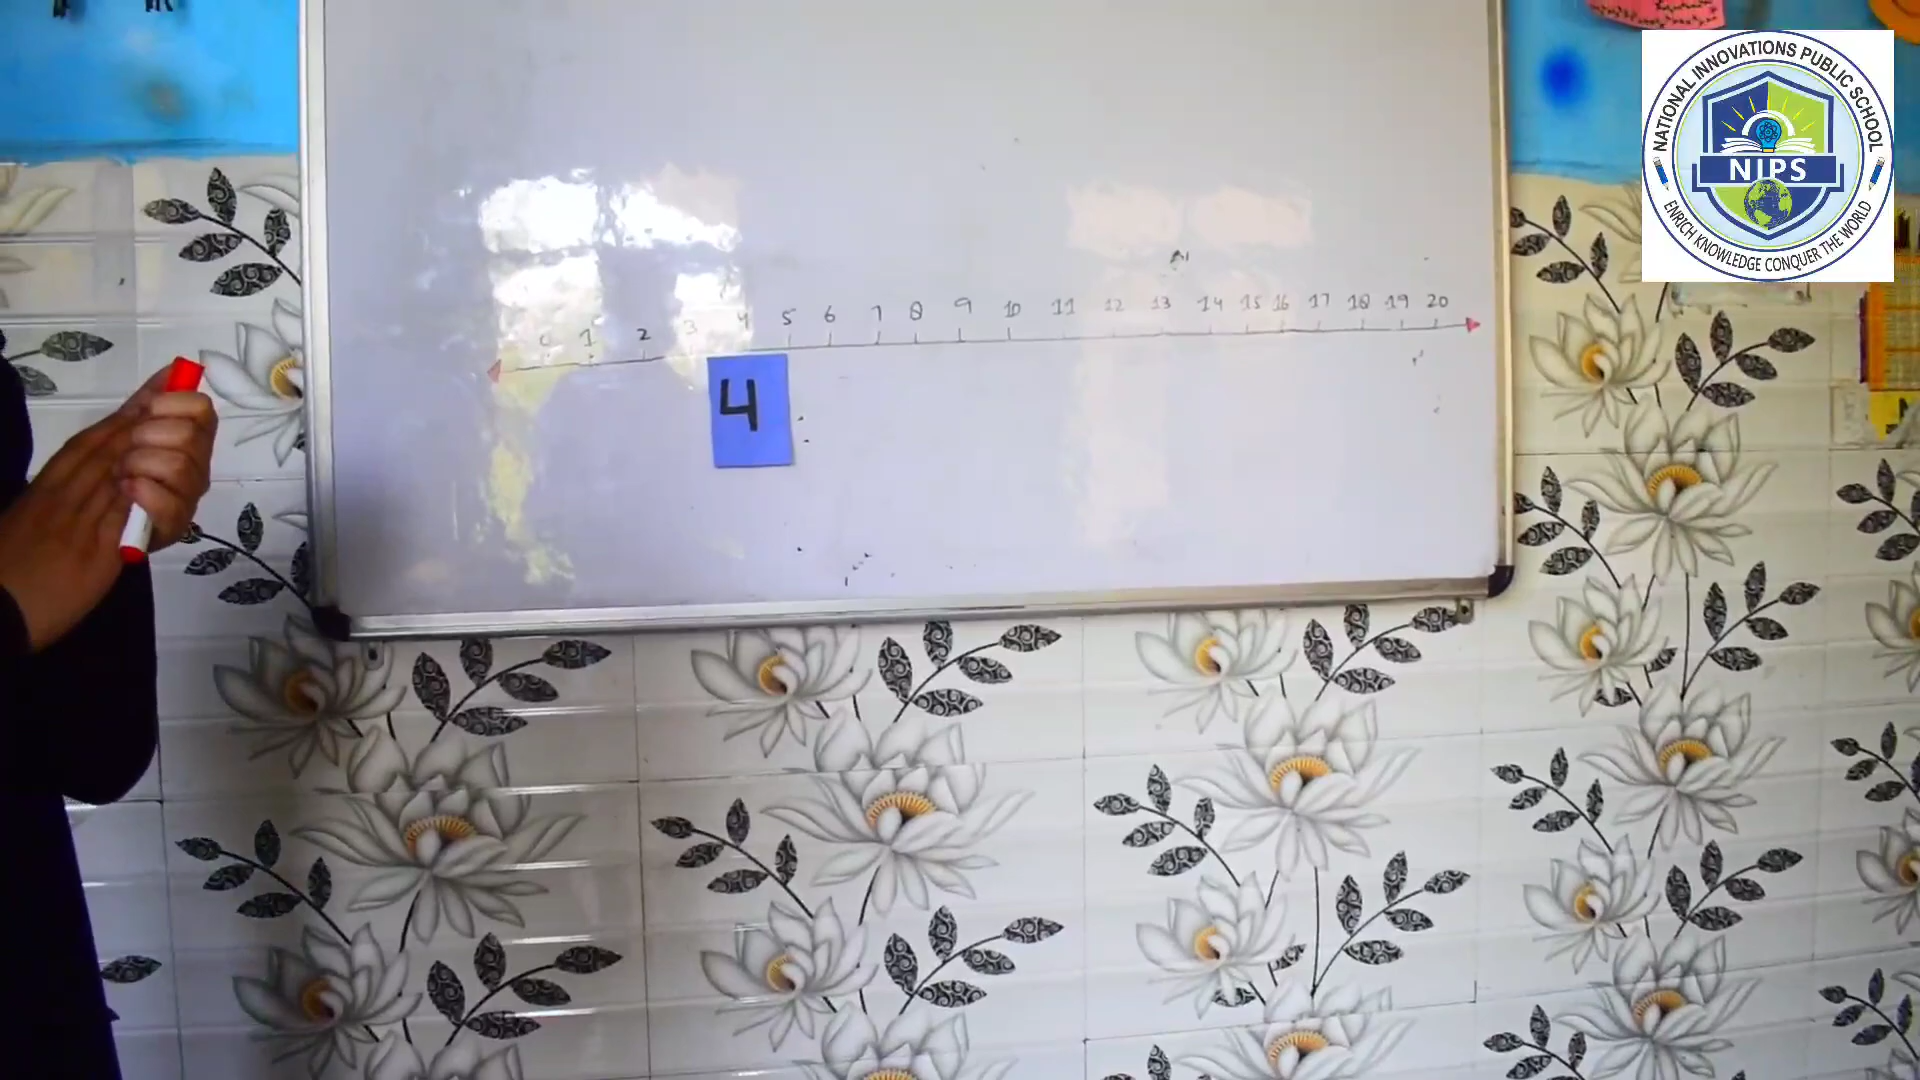 NATIONAL INNOVATIONS PUBLIC SCHOOL
NIPS
ENRICH KNOWLEDGE CONQUER THE WORLD
0 1 2 3 4 5 6 7 8 9 10 11 12 13 14 15 16 17 18 19 20
4